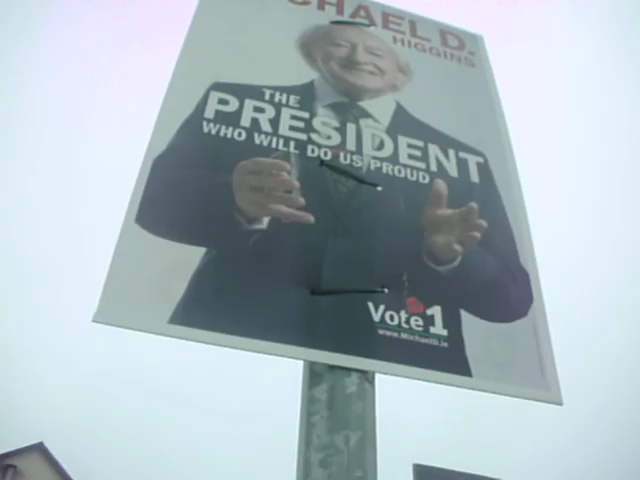 CHAEL D.
HIGGINS
THE
PRESIDENT
WHO WILL DO US PROUD
Vote 1
www.MichaelD.ie